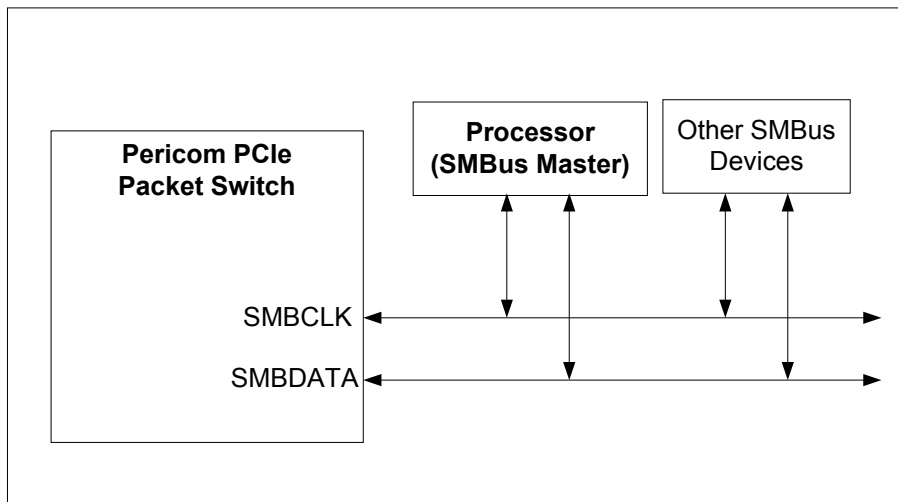 Pericom PCIe
Packet Switch
Processor
(SMBus Master)
Other SMBus
Devices
SMBCLK
SMBDATA